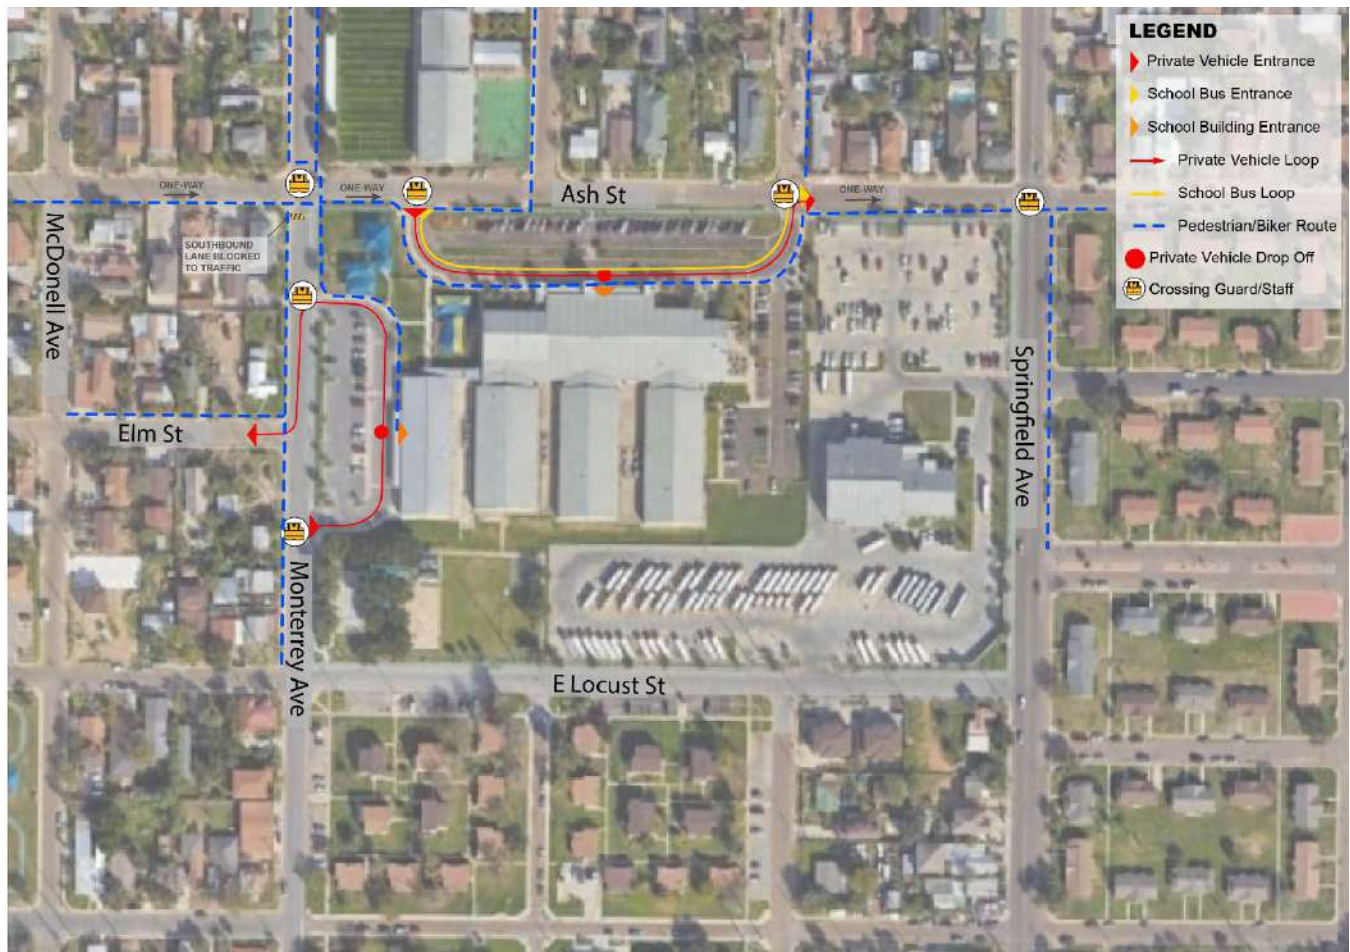 LEGEND
Private Vehicle Entrance
School Bus Entrance
School Building Entrance
Private Vehicle Loop
School Bus Loop
Pedestrian/Biker Route
Private Vehicle Drop Off
Crossing Guard/Staff
ONE-WAY
ONE-WAY
Ash St
ONE-WAY
McDonell Ave
SOUTHBOUND
LANE BLOCKED
TO TRAFFIC
Springfield Ave
Elm St
Monterrey Ave
E Locust St